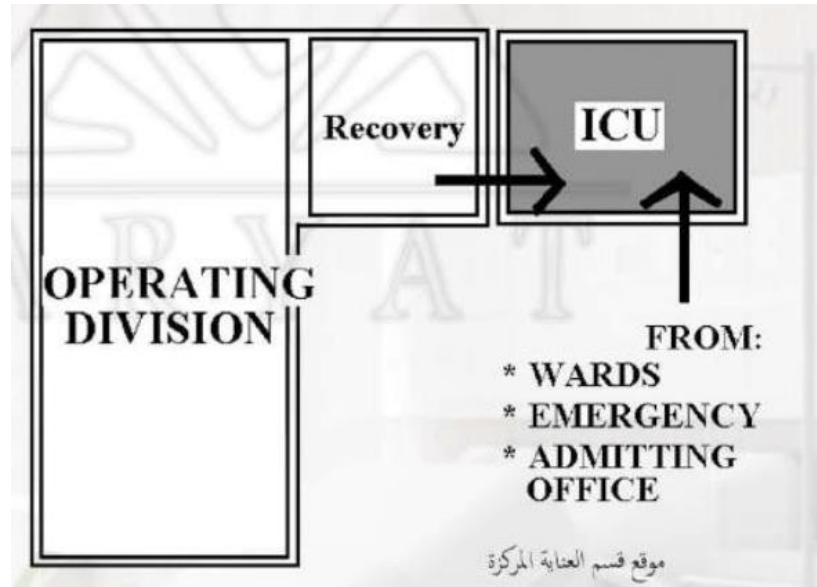 Recovery
ICU
OPERATING
DIVISION
FROM:
* WARDS
* EMERGENCY
* ADMITTING
OFFICE
موقع قسم العناية المركزة